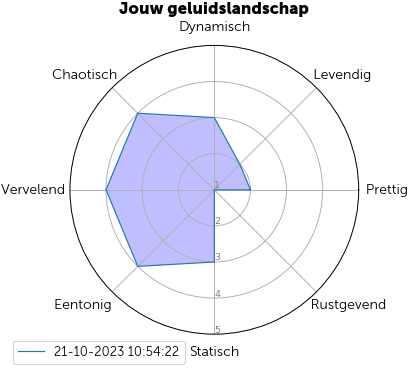 Jouw geluidslandschap
Dynamisch
Chaotisch
Levendig
Vervelend
Prettig
1
2
3
4
5
Eentonig
Rustgevend
Statisch
21-10-2023 10:54:22